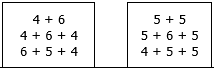 4 + 6
4 + 6 + 4
6 + 5 + 4
5 + 5
5 + 6 + 5
4 + 5 + 5